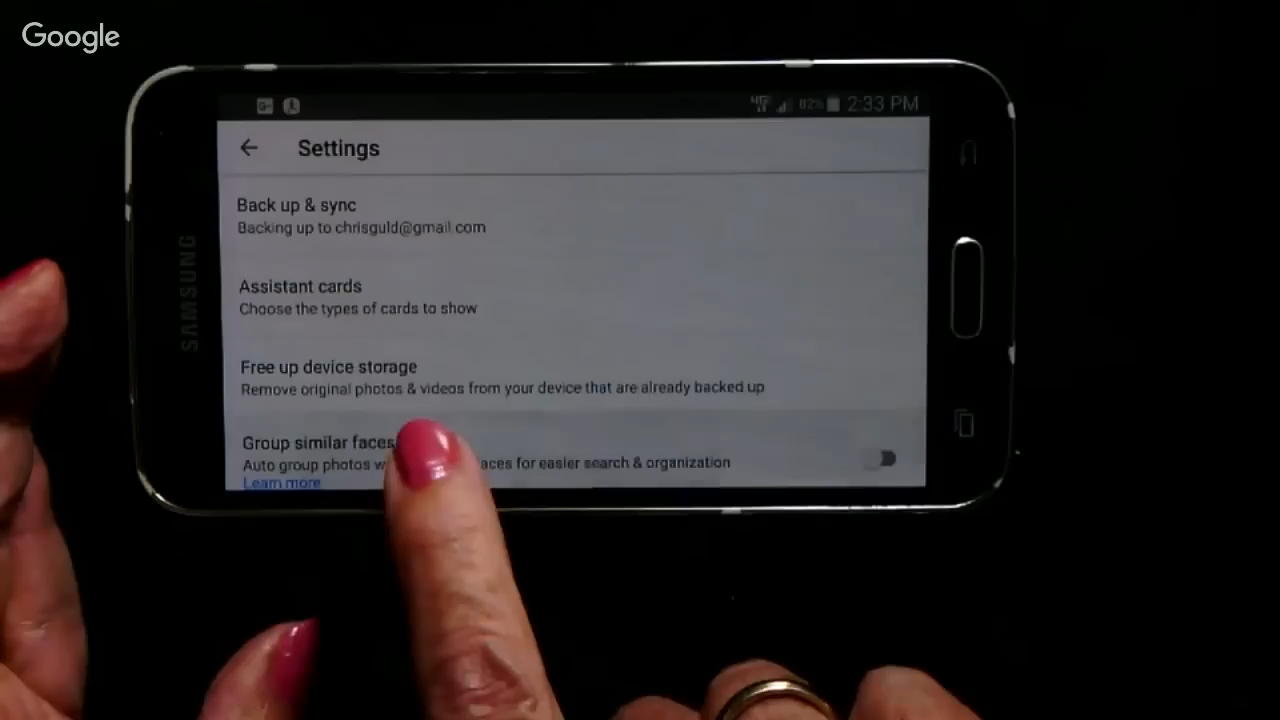 Google
4G 82% 2:33 PM
Settings
SAMSUNG
Back up & sync
Backing up to chrisguld@gmail.com
Assistant cards
Choose the types of cards to show
Free up device storage
Remove original photos & videos from your device that are already backed up
Group similar faces
Auto group photos aces for easier search & organization
Learn more